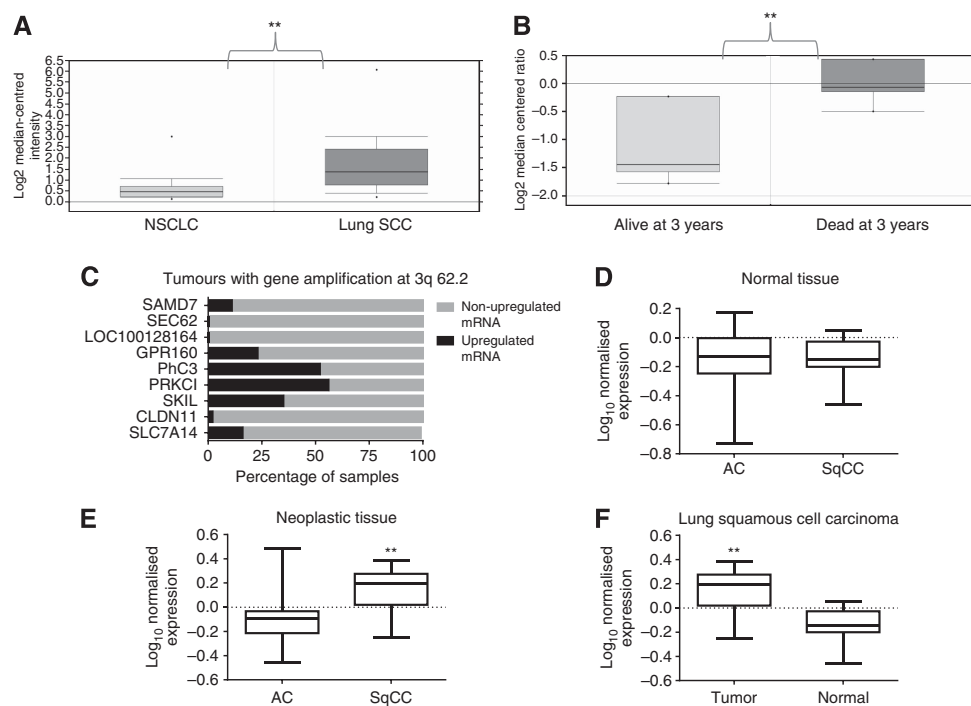 A
**
Log2 median-centred
intensity
6.5
6.0
5.5
5.0
4.5
4.0
3.5
3.0
2.5
2.0
1.5
1.0
0.5
0.0
NSCLC
Lung SCC
B
**
Log2 median centered ratio
0.5
0.0
−0.5
−1.0
−1.5
−2.0
Alive at 3 years
Dead at 3 years
C
Tumours with gene amplification at 3q 62.2
SAMD7
SEC62
LOC100128164
GPR160
PhC3
PRKCI
SKIL
CLDN11
SLC7A14
0
25
50
75
100
Percentage of samples
Non-upregulated
mRNA
Upregulated
mRNA
D
Normal tissue
Log10 normalised
expression
0.2
−0.0
−0.2
−0.4
−0.6
−0.8
AC
SqCC
E
Neoplastic tissue
Log10 normalised
expression
0.6
0.4
0.2
0.0
−0.2
−0.4
−0.6
**
AC
SqCC
F
Lung squamous cell carcinoma
Log10 normalised
expression
0.6
0.4
0.2
0.0
−0.2
−0.4
−0.6
**
Tumor
Normal